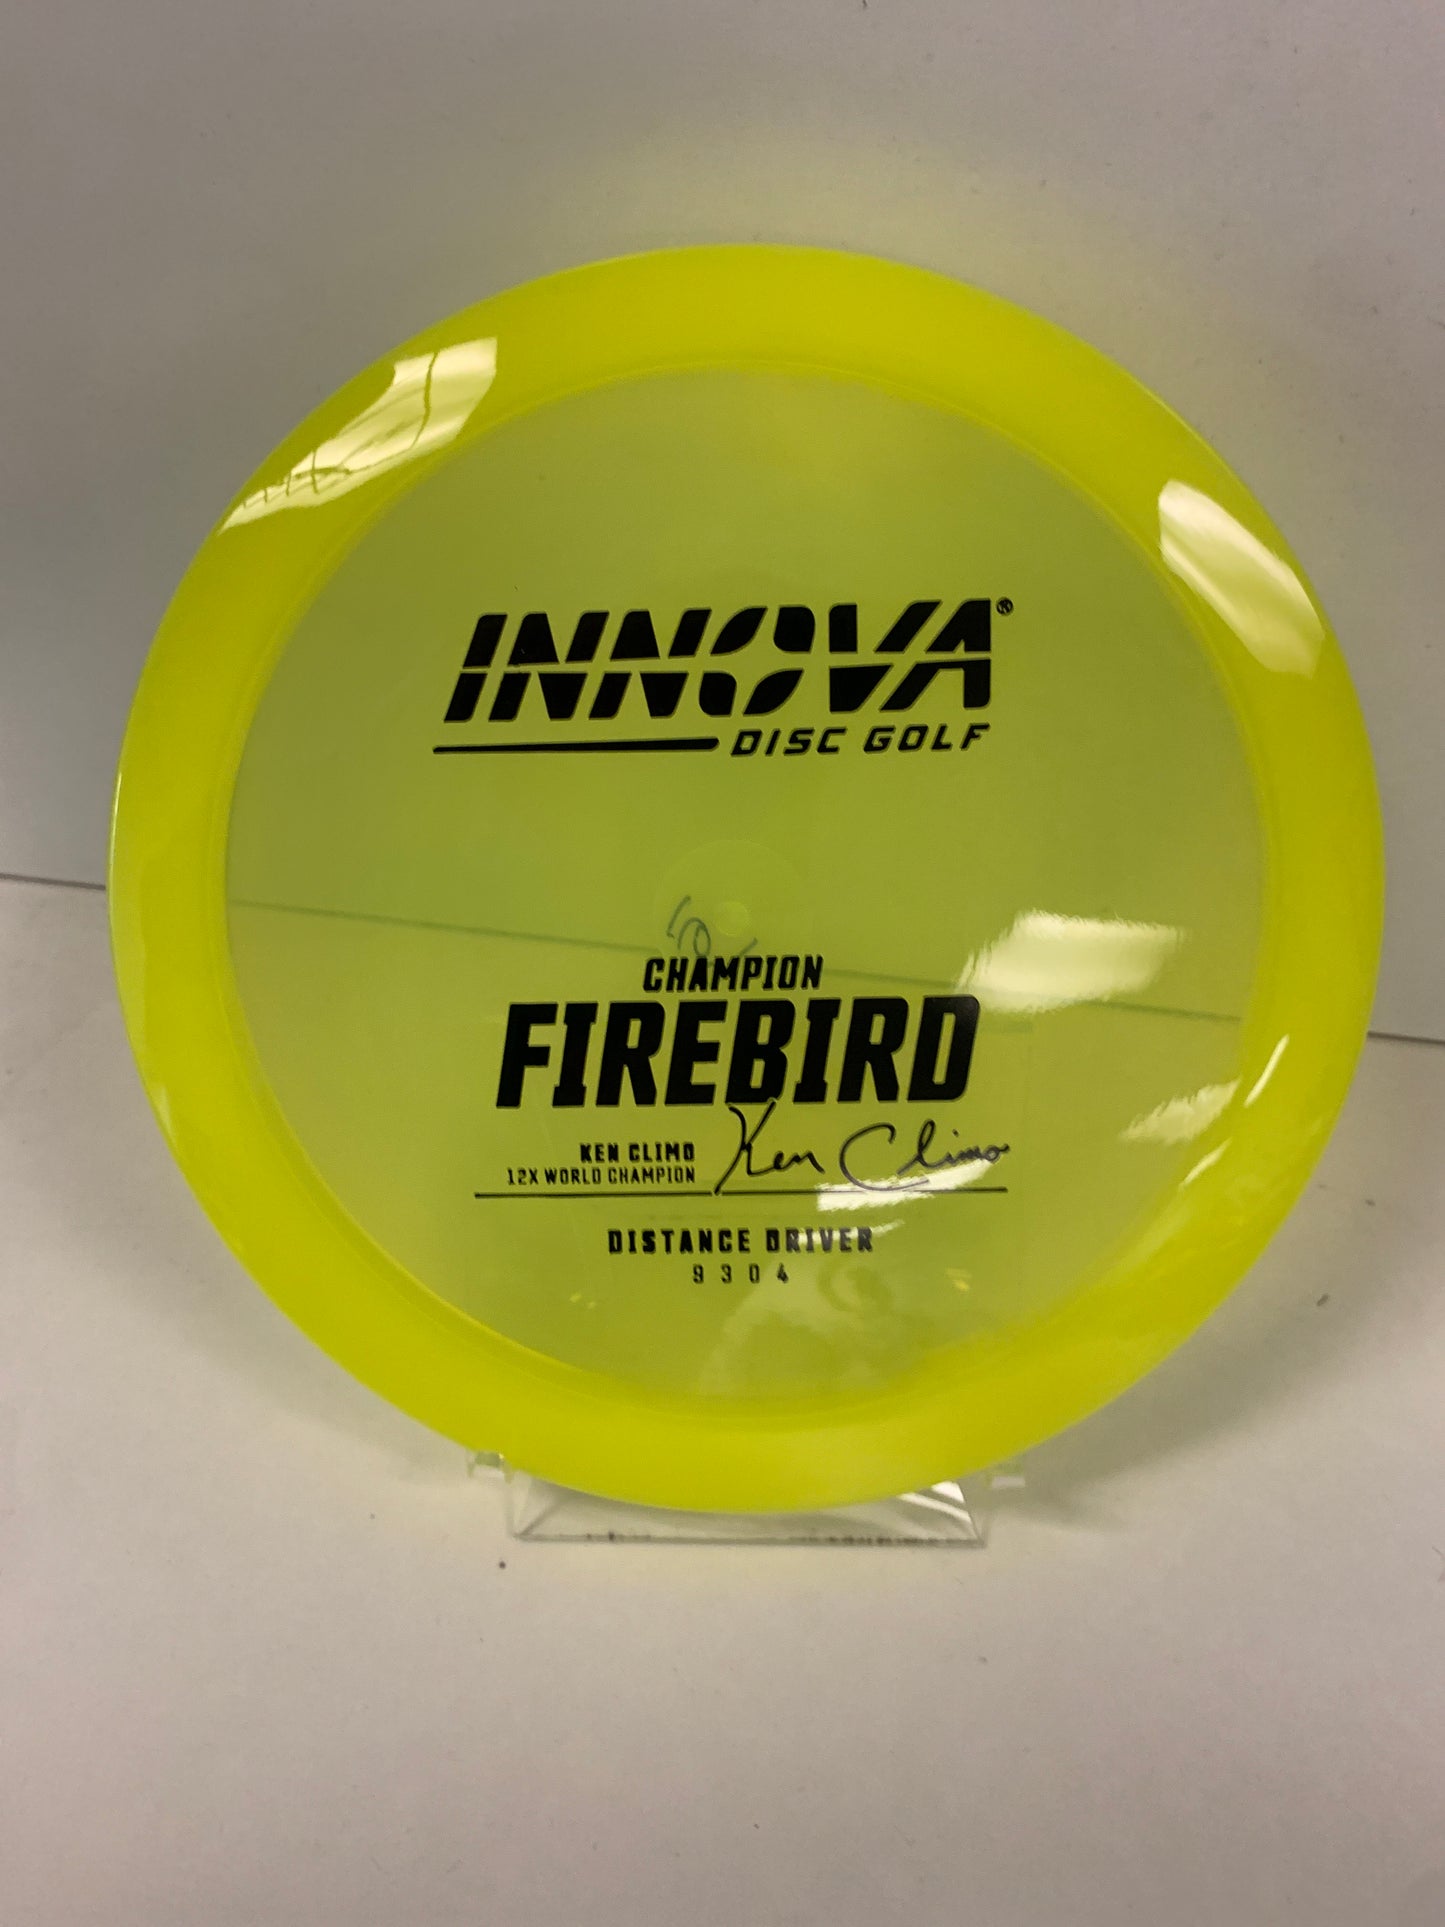 INNOVA®
DISC GOLF
CHAMPION
FIREBIRD
KEN CLIMO
12X WORLD CHAMPION
Ken Climo
DISTANCE DRIVER
9 3 0 4